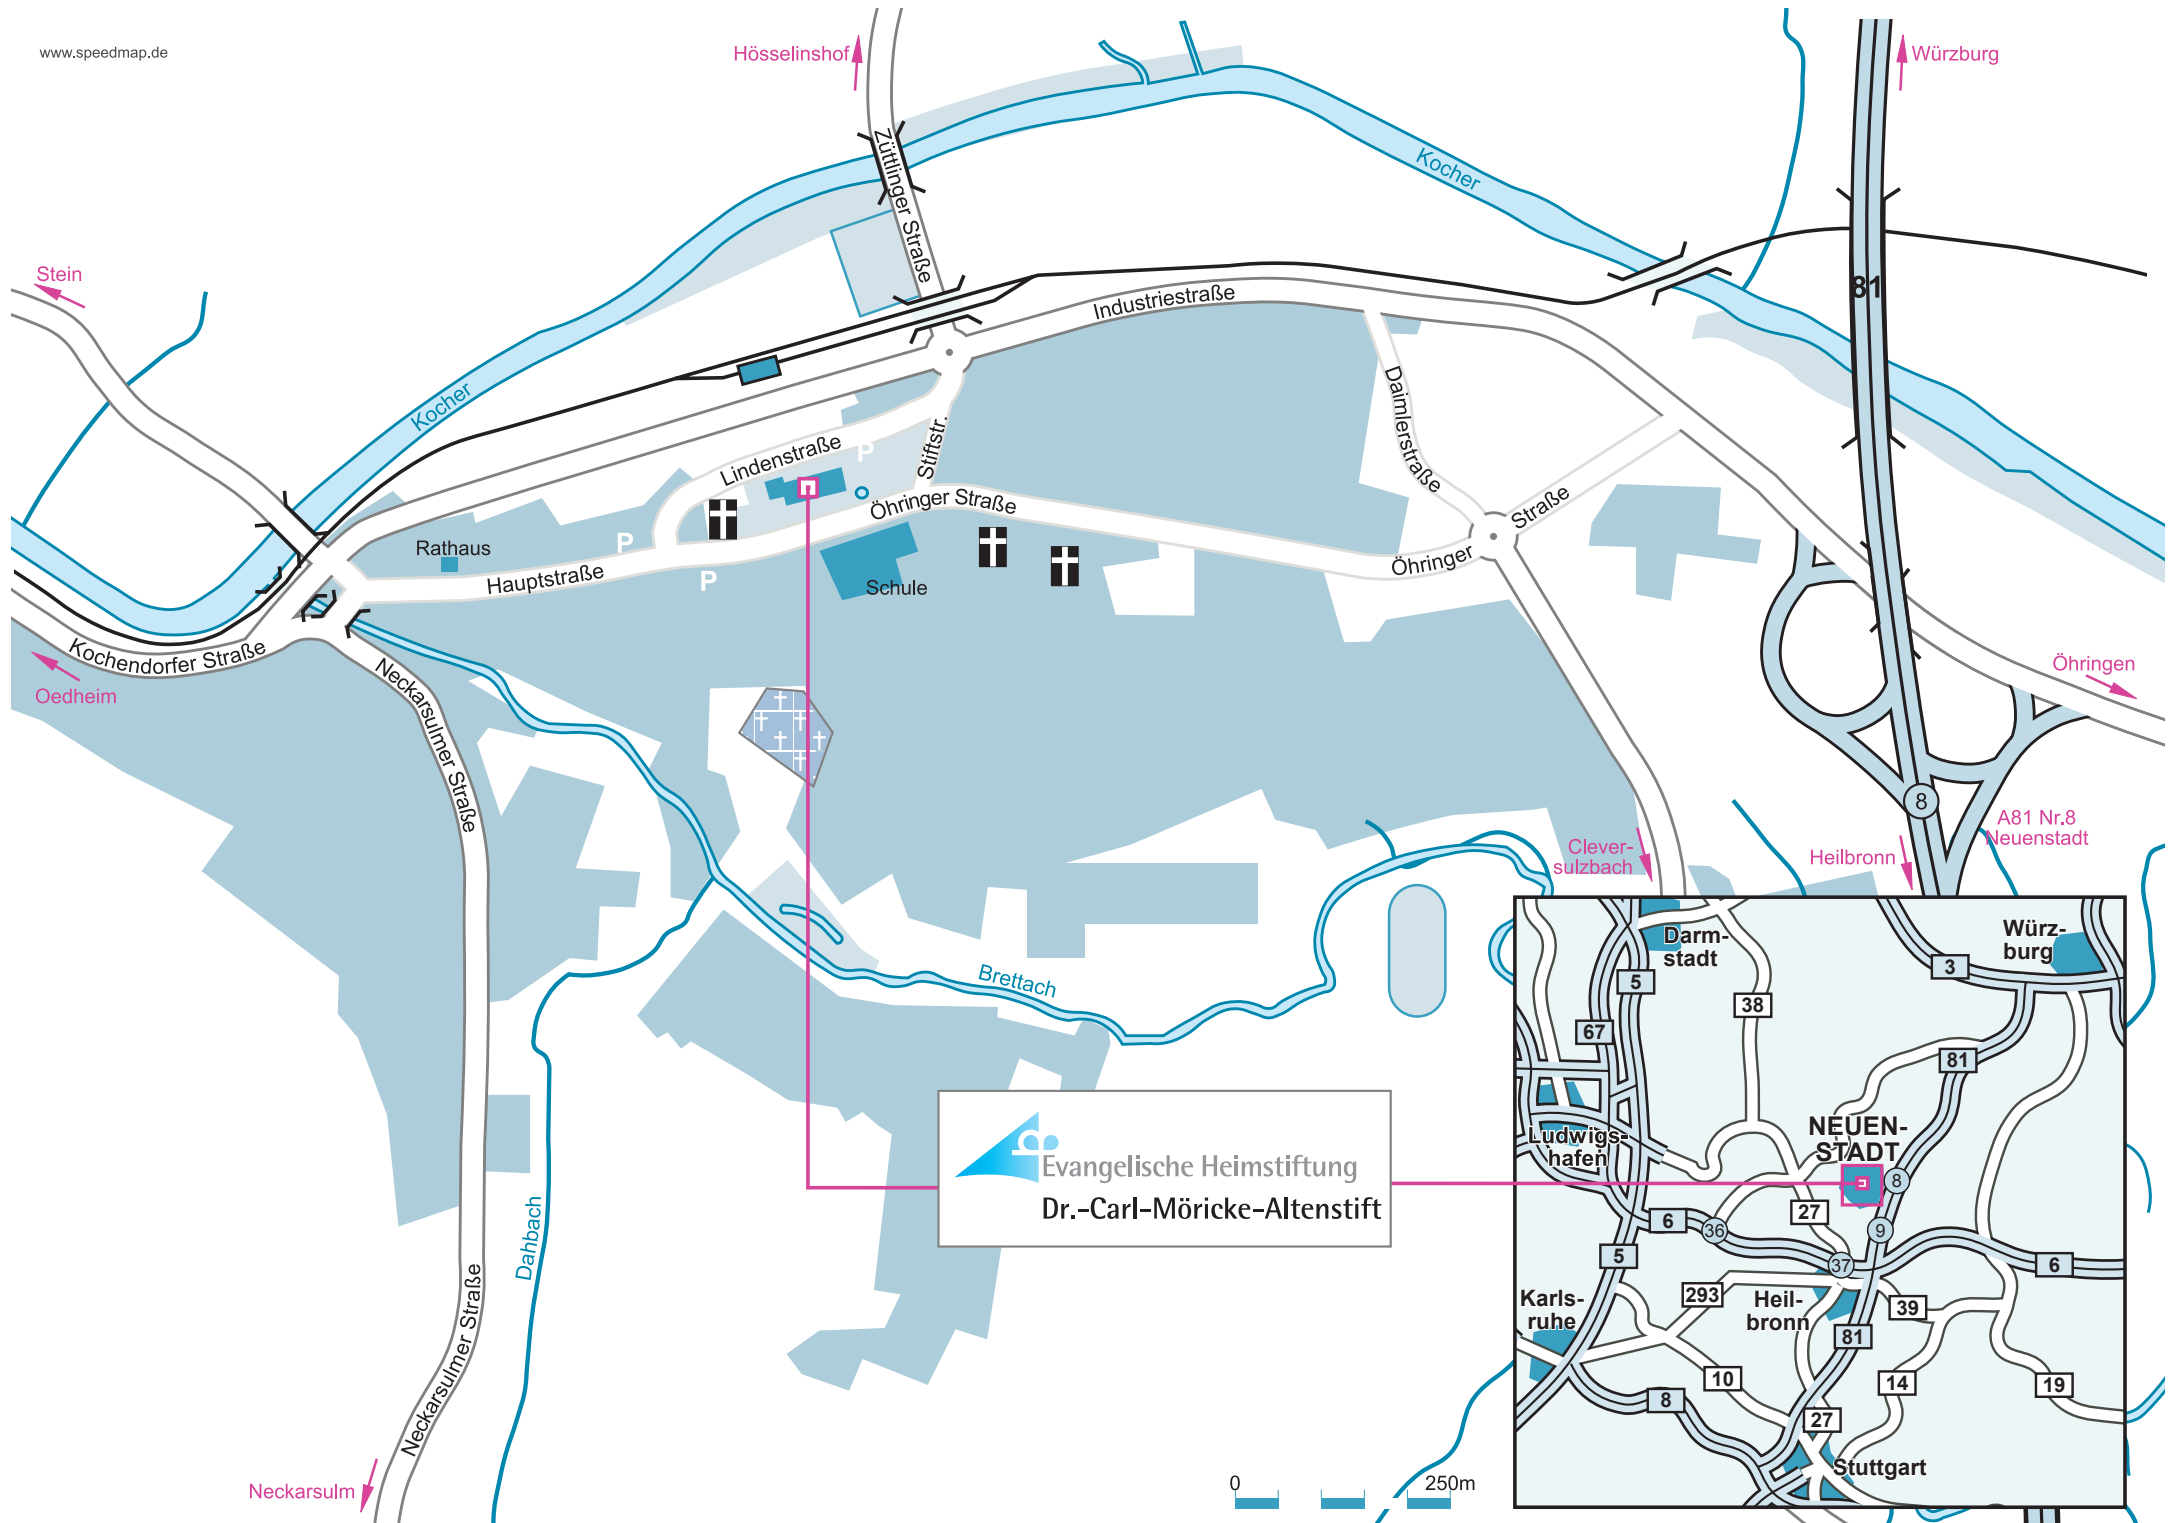 www.speedmap.de
Hösselinshof
Würzburg
Züttlinger Straße
Kocher
Stein
81
Industriestraße
Kocher
Daimlerstraße
Lindenstraße
P
Stiftstr.
Öhringer Straße
Straße
Rathaus
P
Hauptstraße
P
Schule
Öhringer
Kochendorfer Straße
Oedheim
Neckarsulmer Straße
Öhringen
8
A81 Nr.8
Neuenstadt
Clever-
sulzbach
Heilbronn
Brettach
Dahbach
Neckarsulmer Straße
Neckarsulm
Evangelische Heimstiftung
Dr.-Carl-Möricke-Altenstift
0
250m
Darm-
stadt
Würz-
burg
3
5
38
67
81
NEUEN-
STADT
Ludwigs-
hafen
8
27
6
36
9
5
37
6
293
Heil-
bronn
39
Karls-
ruhe
81
10
14
19
8
27
Stuttgart